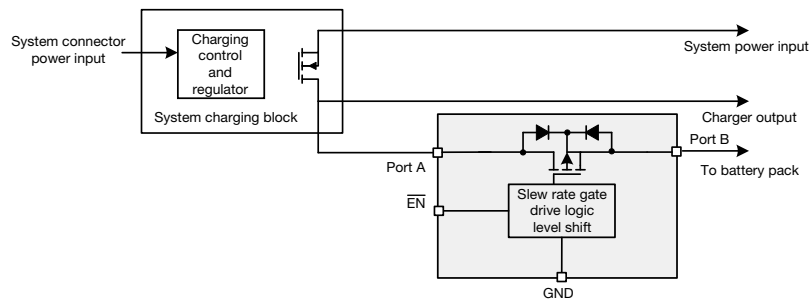 System connector
power input
Charging
control
and
regulator
System charging block
System power input
Charger output
Port A
Port B
To battery pack
EN
Slew rate gate
drive logic
level shift
GND